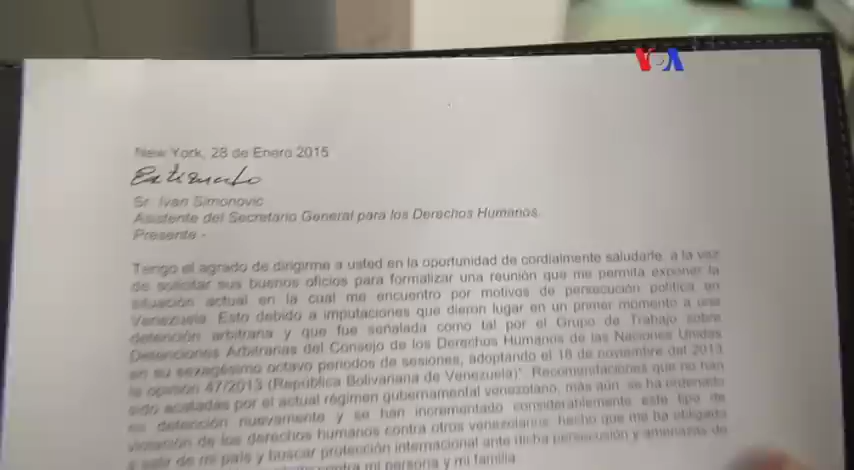 VOA
New York, 28 de Enero 2015
Estimado
Sr. Ivan Simonovic
Asistente del Secretario General para los Derechos Humanos.
Presente.-
Tengo el agrado de dirigirme a usted en la oportunidad de cordialmente saludarle, a la vez
de solicitar sus buenos oficios para formalizar una reunión que me permita exponer la
situación actual en la cual me encuentro por motivos de persecución política en
Venezuela. Esto debido a imputaciones que dieron lugar en un primer momento a una
detención arbitraria y que fue señalada como tal por el Grupo de Trabajo sobre
Detenciones Arbitrarias del Consejo de los Derechos Humanos de las Naciones Unidas
en su sexagésimo octavo periodos de sesiones, adoptando el 18 de noviembre del 2013
la opinión 47/2013 (República Bolivariana de Venezuela)". Recomendaciones que no han
sido acatadas por el actual régimen gubernamental venezolano, más aún, se ha ordenado
mi detención nuevamente y se han incrementado considerablemente este tipo de
violación de los derechos humanos contra otros venezolanos, hecho que me ha obligado
a salir de mi país y buscar protección internacional ante dicha persecución y amenazas de
contra mi persona y mi familia